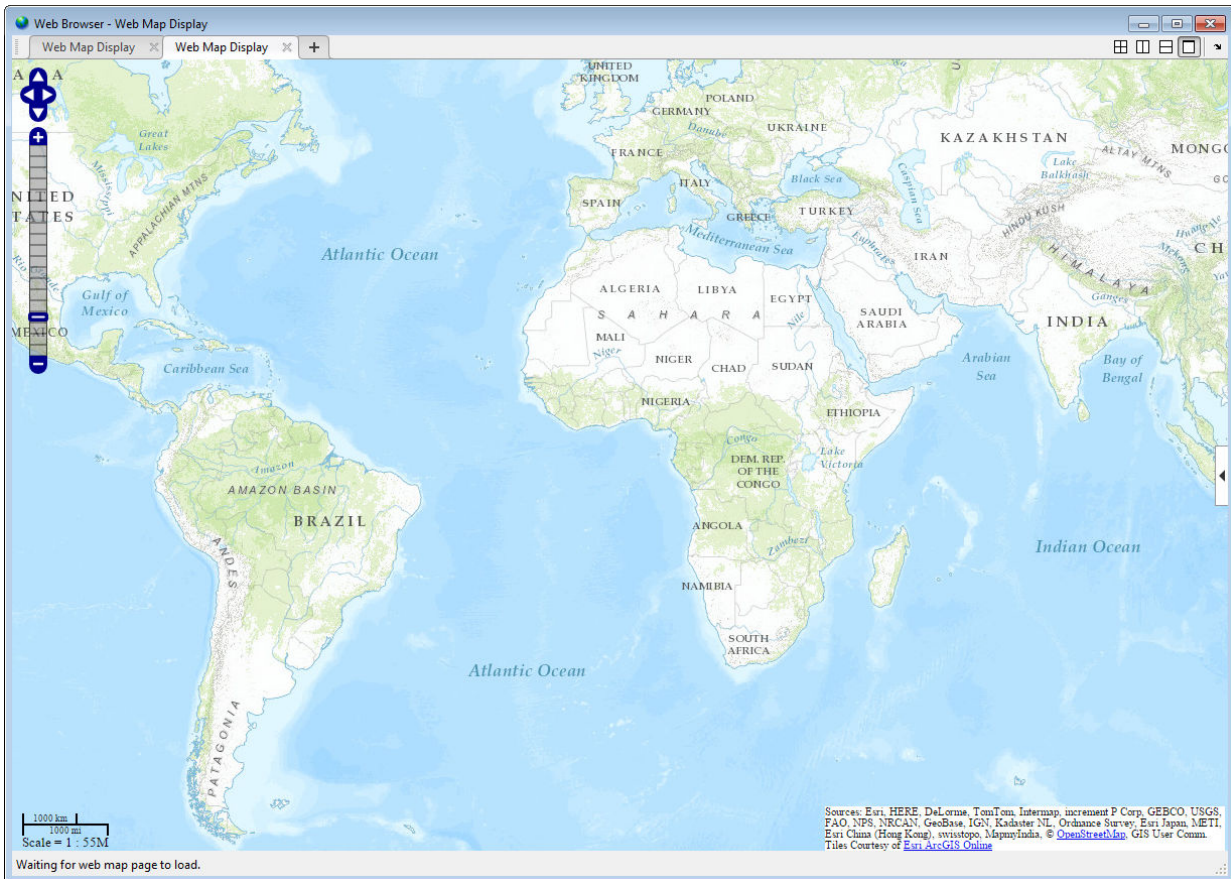 Web Browser - Web Map Display
Web Map Display
Web Map Display
UNITED
KINGDOM
POLAND
GERMANY
Danube
UKRAINE
KAZAKHSTAN
Great
Lakes
FRANCE
ALTAY MTNS
MONG
Lake
Balkhash
Mississippi
ITALY
Black Sea
Caspian Sea
NITED
TATES
APPALACHIAN MTNS
SPAIN
GREECE
TURKEY
HINDU KUSH
Mediterranean Sea
Euphrates
Huang
Atlantic Ocean
IRAN
HIMALAYA
Mekong
CH
Rio Grande
ALGERIA
LIBYA
EGYPT
Gulf of
Mexico
SAHARA
Nile
SAUDI
ARABIA
Ganges
INDIA
MEXICO
MALI
Niger
NIGER
CHAD
SUDAN
Caribbean Sea
Arabian
Sea
Bay of
Bengal
NIGERIA
ETHIOPIA
Congo
Lake
Victoria
DEM. REP.
OF THE
CONGO
Amazon
AMAZON BASIN
BRAZIL
ANGOLA
Zambezi
Indian Ocean
ANDES
NAMIBIA
SOUTH
AFRICA
Atlantic Ocean
PATAGONIA
1000 km
1000 mi
Scale = 1 : 55M
Sources: Esri, HERE, DeLorme, TomTom, Intermap, increment P Corp, GEBCO, USGS,
FAO, NPS, NRCAN, GeoBase, IGN, Kadaster NL, Ordnance Survey, Esri Japan, METI,
Esri China (Hong Kong), swisstopo, MapmyIndia, © OpenStreetMap, GIS User Comm.
Tiles Courtesy of Esri ArcGIS Online
Waiting for web map page to load.